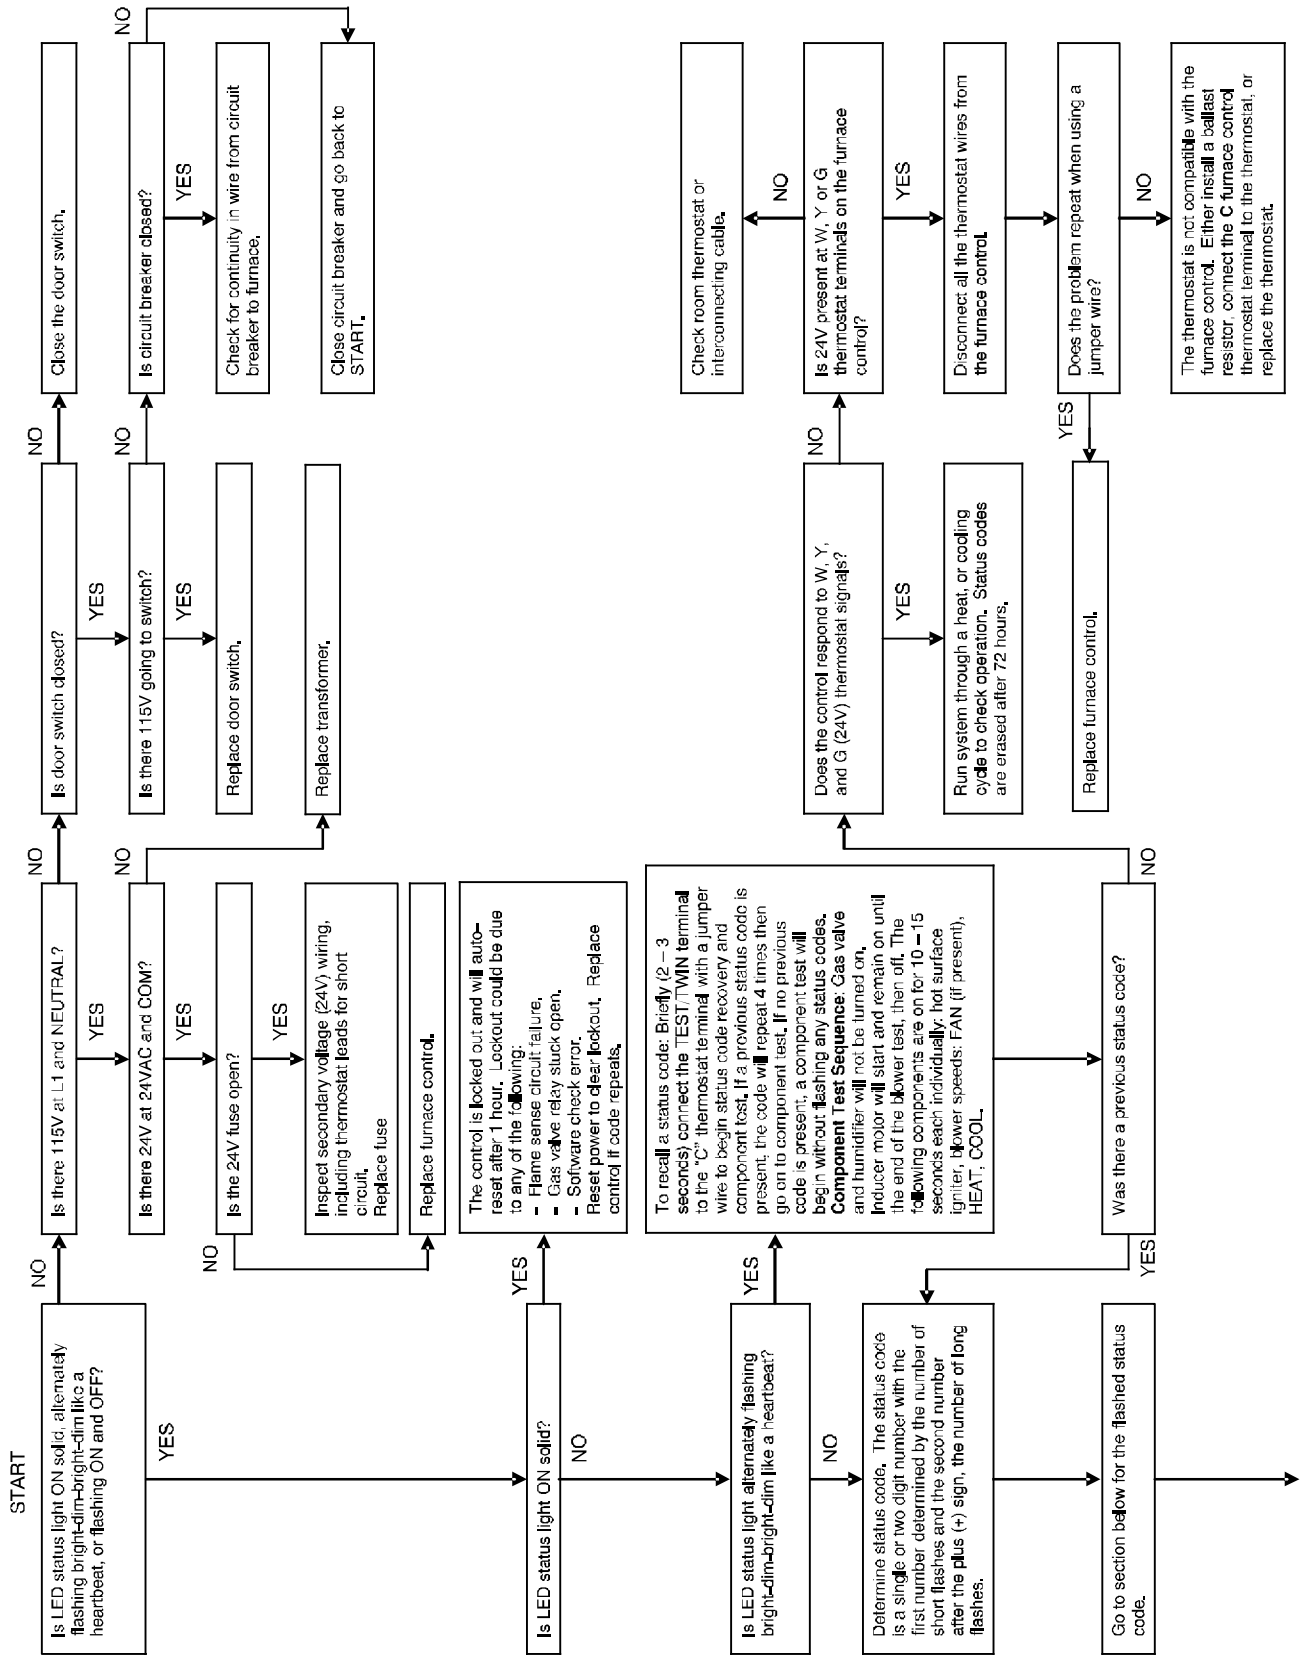 START
Is LED status light ON solid, alternately
flashing bright-dim-bright-dim like a
heartbeat, or flashing ON and OFF?
NO
YES
Is there 115V at L1 and NEUTRAL?
NO
YES
Is door switch closed?
NO
YES
Close the door switch.
Is there 24V at 24VAC and COM?
NO
YES
Is there 115V going to switch?
NO
YES
Is circuit breaker closed?
NO
YES
Is the 24V fuse open?
NO
YES
Replace door switch.
Check for continuity in wire from circuit
breaker to furnace.
Inspect secondary voltage (24V) wiring,
including thermostat leads for short
circuit.
Replace fuse
Replace transformer.
Close circuit breaker and go back to
START.
Replace furnace control.
Is LED status light ON solid?
YES
NO
The control is locked out and will auto-
reset after 1 hour. Lockout could be due
to any of the following:
- Flame sense circuit failure.
- Gas valve relay stuck open.
- Software check error.
Reset power to clear lockout. Replace
control if code repeats.
Is LED status light alternately flashing
bright-dim-bright-dim like a heartbeat?
YES
NO
To recall a status code: Briefly (2 – 3
seconds) connect the TEST/TWIN terminal
to the “C” thermostat terminal with a jumper
wire to begin status code recovery and
component test. If a previous status code is
present, the code will repeat 4 times then
go on to component test. If no previous
code is present, a component test will
begin without flashing any status codes.
Component Test Sequence: Gas valve
and humidifier will not be turned on.
Inducer motor will start and remain on until
the end of the blower test, then off. The
following components are on for 10 – 15
seconds each individually: hot surface
igniter, blower speeds: FAN (if present),
HEAT, COOL.
Determine status code. The status code
is a single or two digit number with the
first number determined by the number of
short flashes and the second number
after the plus (+) sign, the number of long
flashes.
Was there a previous status code?
YES
NO
Go to section below for the flashed status
code.
Does the control respond to W, Y,
and G (24V) thermostat signals?
NO
YES
Run system through a heat, or cooling
cycle to check operation. Status codes
are erased after 72 hours.
Check room thermostat or
interconnecting cable.
NO
Is 24V present at W, Y or G
thermostat terminals on the furnace
control?
YES
Disconnect all the thermostat wires from
the furnace control.
Does the problem repeat when using a
jumper wire?
YES
NO
Replace furnace control.
The thermostat is not compatible with the
furnace control. Either install a ballast
resistor, connect the C furnace control
thermostat terminal to the thermostat, or
replace the thermostat.